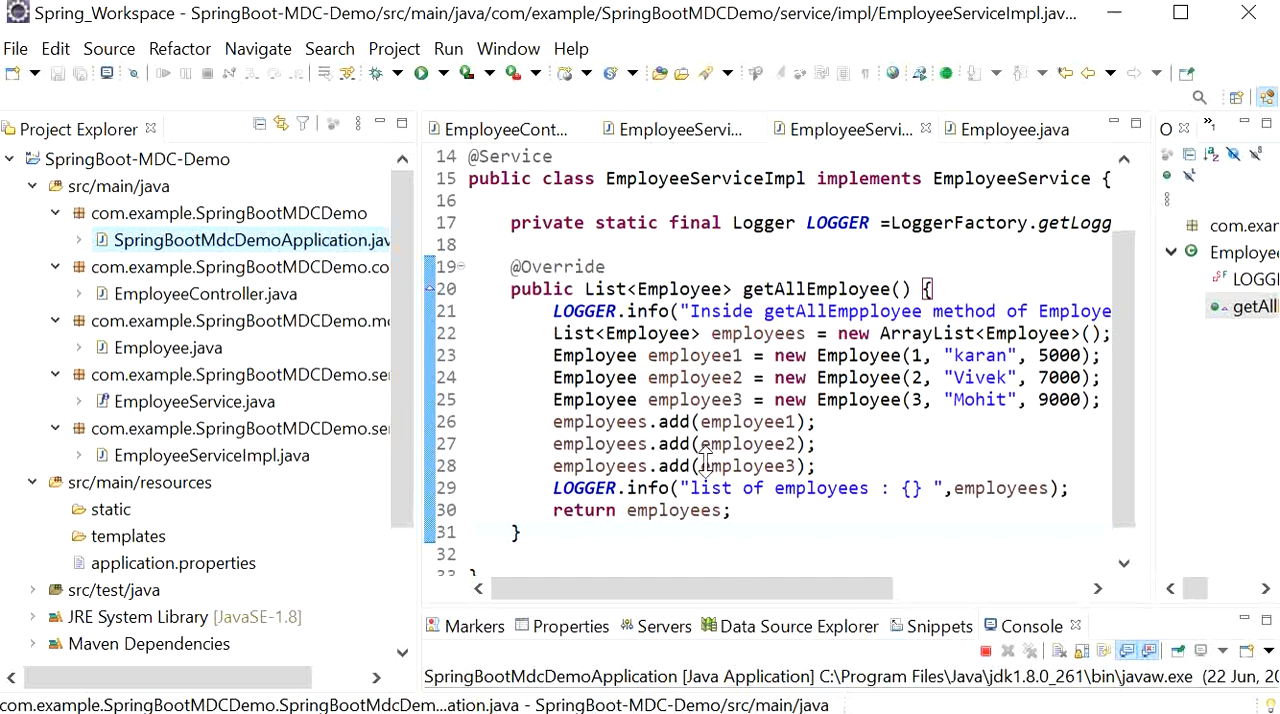 Spring_Workspace - SpringBoot-MDC-Demo/src/main/java/com/example/SpringBootMDCDemo/service/impl/EmployeeServiceImpl.jav...
File Edit Source Refactor Navigate Search Project Run Window Help
Project Explorer
SpringBoot-MDC-Demo
src/main/java
com.example.SpringBootMDCDemo
SpringBootMdcDemoApplication.jav
com.example.SpringBootMDCDemo.co
EmployeeController.java
com.example.SpringBootMDCDemo.mo
Employee.java
com.example.SpringBootMDCDemo.ser
EmployeeService.java
com.example.SpringBootMDCDemo.ser
EmployeeServiceImpl.java
src/main/resources
static
templates
application.properties
src/test/java
JRE System Library [JavaSE-1.8]
Maven Dependencies
EmployeeCont... EmployeeServi... EmployeeServi... Employee.java
14 @Service
15 public class EmployeeServiceImpl implements EmployeeService {
16
17 private static final Logger LOGGER =LoggerFactory.getLogg
18
19 @Override
20 public List<Employee> getAllEmployee() {
21 LOGGER.info("Inside getAllEmpployee method of Employe
22 List<Employee> employees = new ArrayList<Employee>();
23 Employee employee1 = new Employee(1, "karan", 5000);
24 Employee employee2 = new Employee(2, "Vivek", 7000);
25 Employee employee3 = new Employee(3, "Mohit", 9000);
26 employees.add(employee1);
27 employees.add(employee2);
28 employees.add(employee3);
29 LOGGER.info("list of employees : {} ",employees);
30 return employees;
31 }
32
33 }
O
com.exar
Employee
LOGGE
getAllE
Markers Properties Servers Data Source Explorer Snippets Console
SpringBootMdcDemoApplication [Java Application] C:\Program Files\Java\jdk1.8.0_261\bin\javaw.exe (22 Jun, 20
com.example.SpringBootMDCDemo.SpringBootMdcDem...ation.java - SpringBoot-MDC-Demo/src/main/java